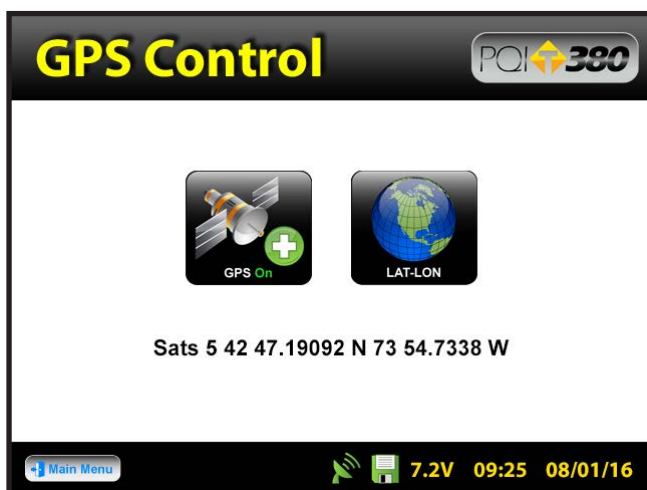 GPS Control
PQI T 380
GPS On
LAT-LON
Sats 5 42 47.19092 N 73 54.7338 W
Main Menu
7.2V 09:25 08/01/16